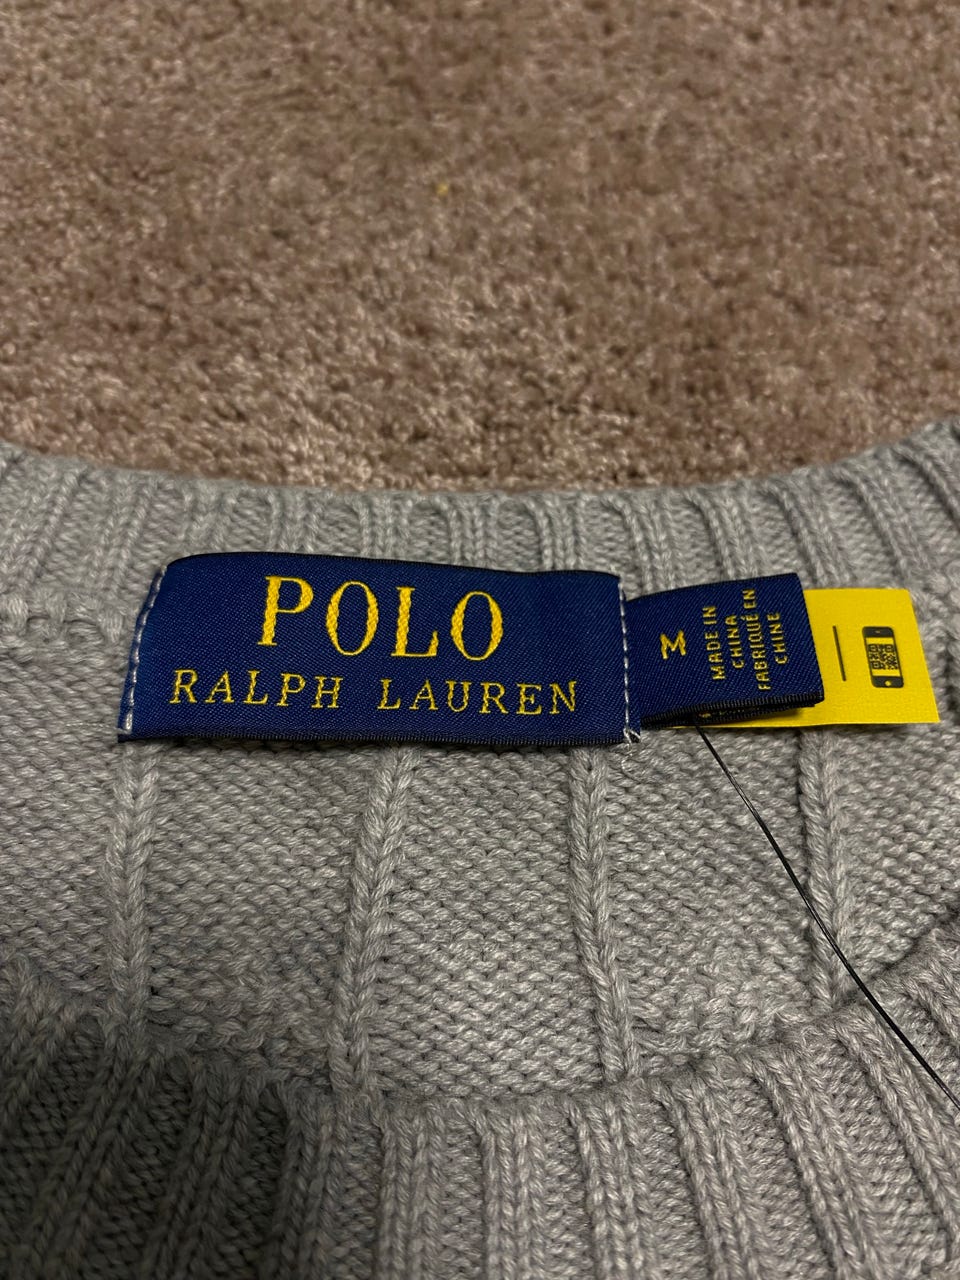 POLO
RALPH LAUREN
M
MADE IN
CHINA
FABRIQUÉ EN
CHINE